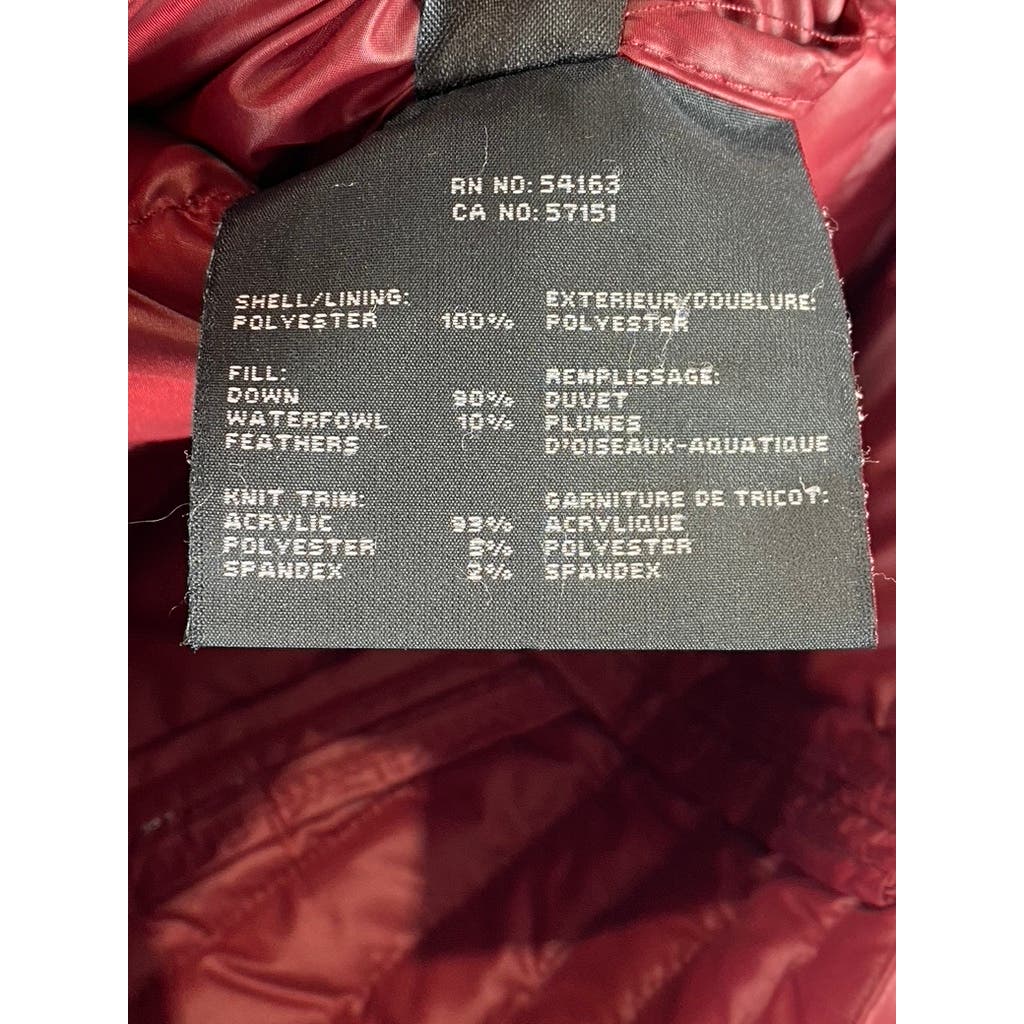 RN NO: 54163
CA NO: 57151
SHELL/LINING: EXTERIEUR/DOUBLURE:
POLYESTER 100% POLYESTER
FILL: REMPLISSAGE:
DOWN 90% DUVET
WATERFOWL 10% PLUMES
FEATHERS D'OISEAUX-AQUATIQUE
KNIT TRIM: GARNITURE DE TRICOT:
ACRYLIC 93% ACRYLIQUE
POLYESTER 5% POLYESTER
SPANDEX 2% SPANDEX